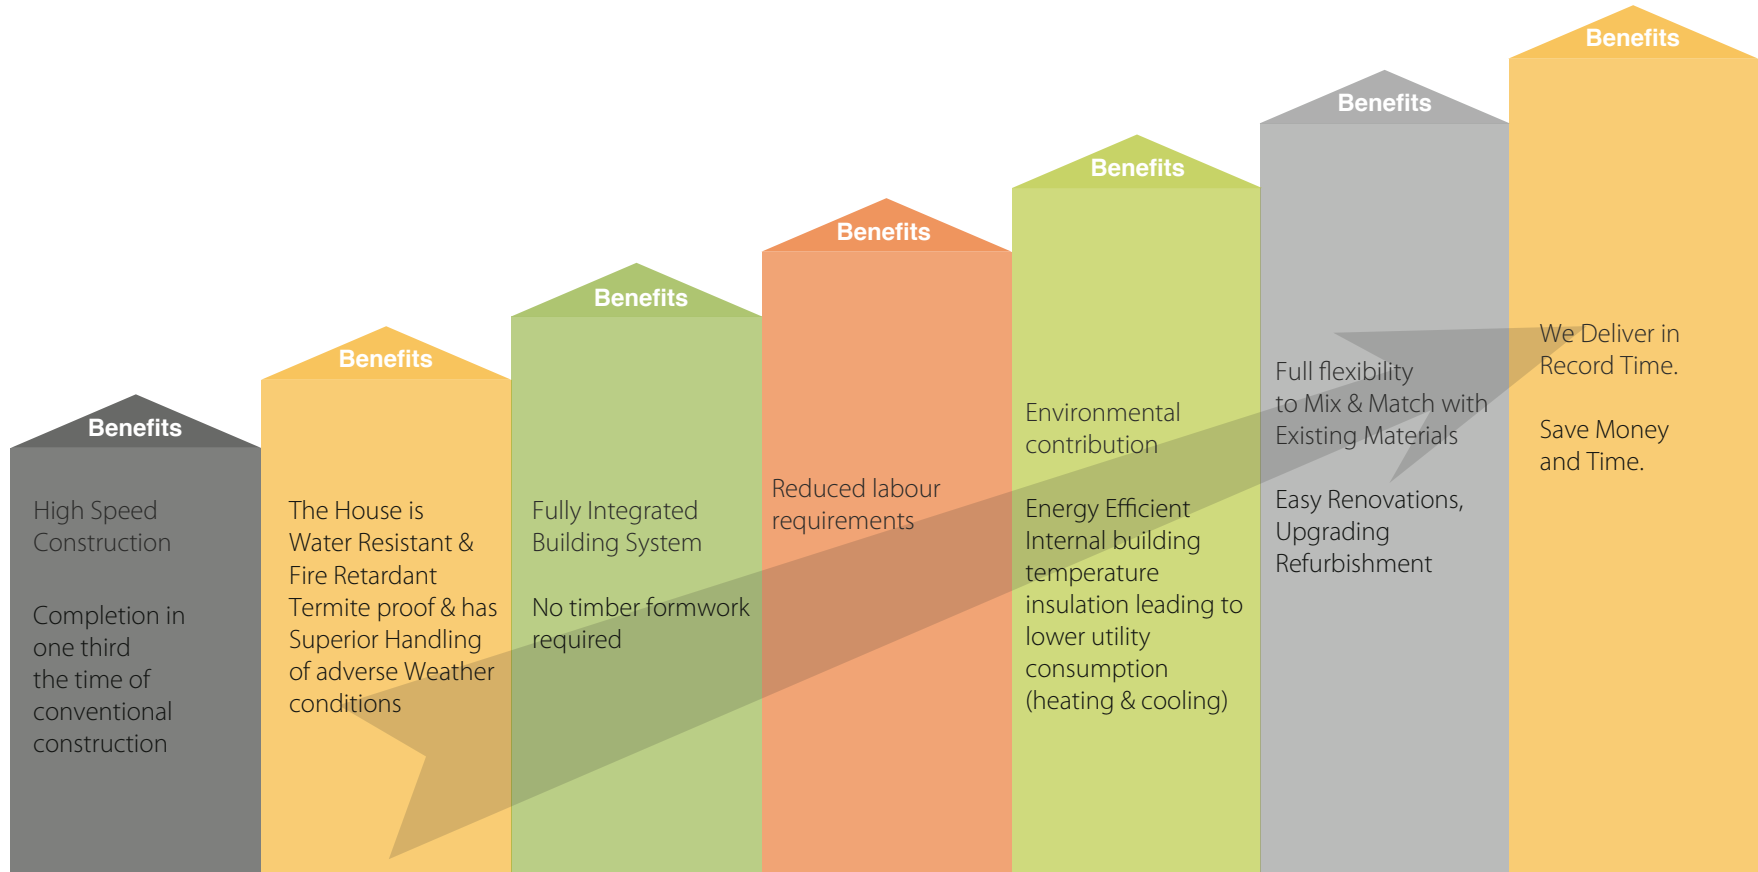 Benefits
High Speed
Construction
Completion in
one third
the time of
conventional
construction
Benefits
The House is
Water Resistant &
Fire Retardant
Termite proof & has
Superior Handling
of adverse Weather
conditions
Benefits
Fully Integrated
Building System
No timber formwork
required
Benefits
Reduced labour
requirements
Benefits
Environmental
contribution
Energy Efficient
Internal building
temperature
insulation leading to
lower utility
consumption
(heating & cooling)
Benefits
Full flexibility
to Mix & Match with
Existing Materials
Easy Renovations,
Upgrading
Refurbishment
Benefits
We Deliver in
Record Time.
Save Money
and Time.